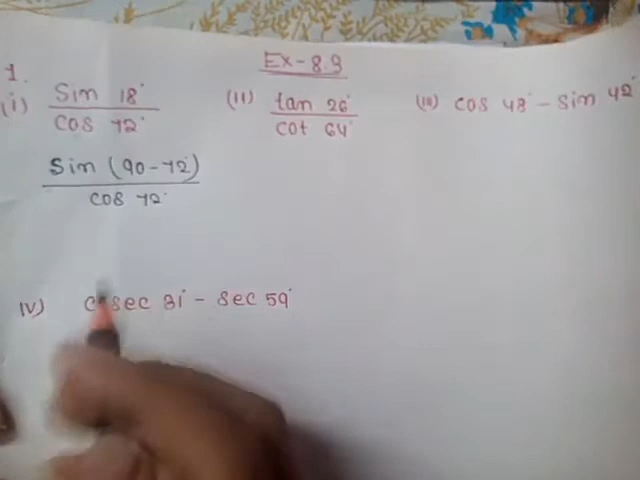 Ex-8.3
1.
(i) sin 18° / cos 72° (ii) tan 26° / cot 64° (iii) cos 48° - sin 42°
sin (90-72°) / cos 72°
iv) cosec 31° - sec 59°